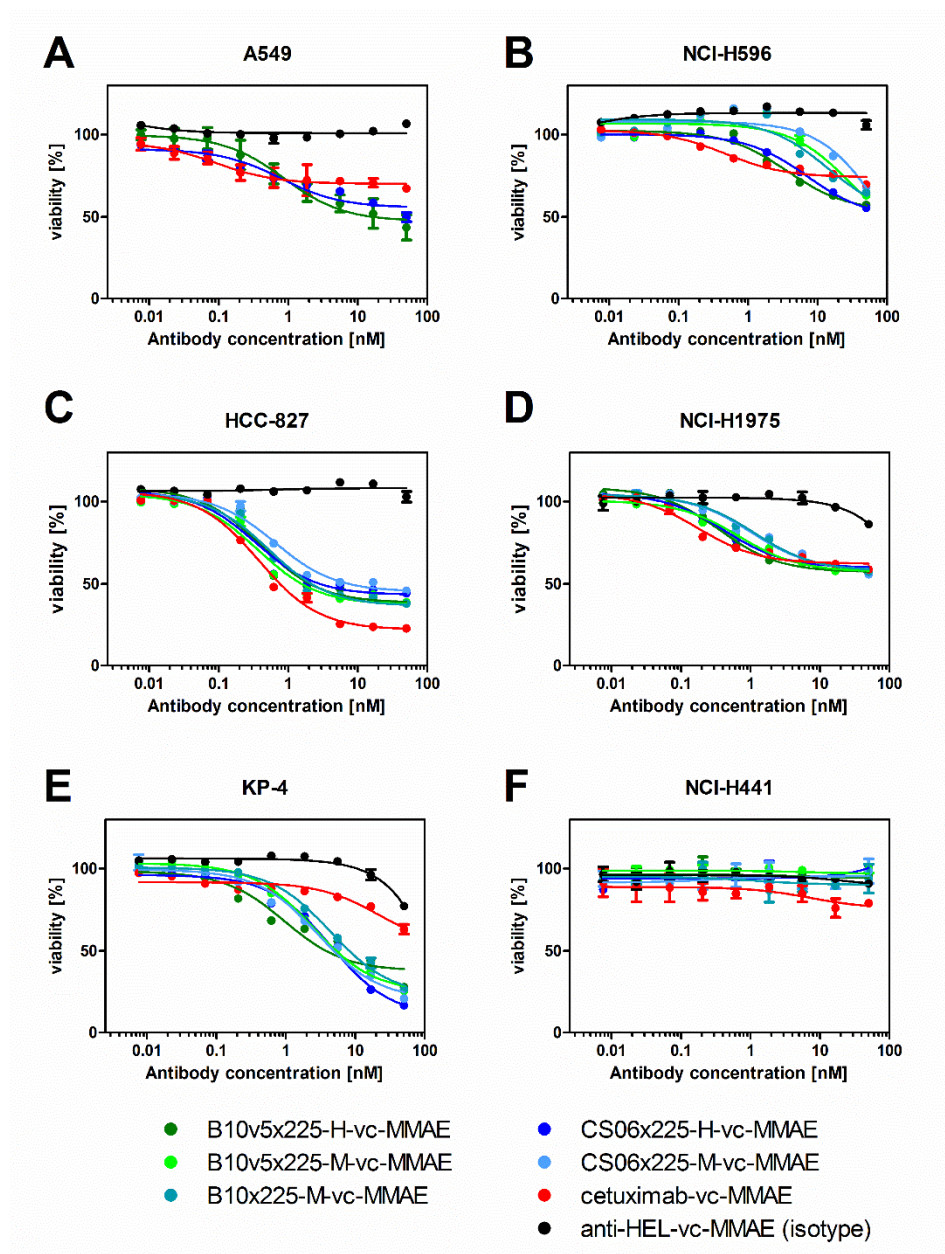 A
A549
viability [%]
100
50
0
0.01 0.1 1 10 100
Antibody concentration [nM]
B
NCI-H596
viability [%]
100
50
0
0.01 0.1 1 10 100
Antibody concentration [nM]
C
HCC-827
viability [%]
100
50
0
0.01 0.1 1 10 100
Antibody concentration [nM]
D
NCI-H1975
viability [%]
100
50
0
0.01 0.1 1 10 100
Antibody concentration [nM]
E
KP-4
viability [%]
100
50
0
0.01 0.1 1 10 100
Antibody concentration [nM]
F
NCI-H441
viability [%]
100
50
0
0.01 0.1 1 10 100
Antibody concentration [nM]
B10v5x225-H-vc-MMAE
B10v5x225-M-vc-MMAE
B10x225-M-vc-MMAE
CS06x225-H-vc-MMAE
CS06x225-M-vc-MMAE
cetuximab-vc-MMAE
anti-HEL-vc-MMAE (isotype)